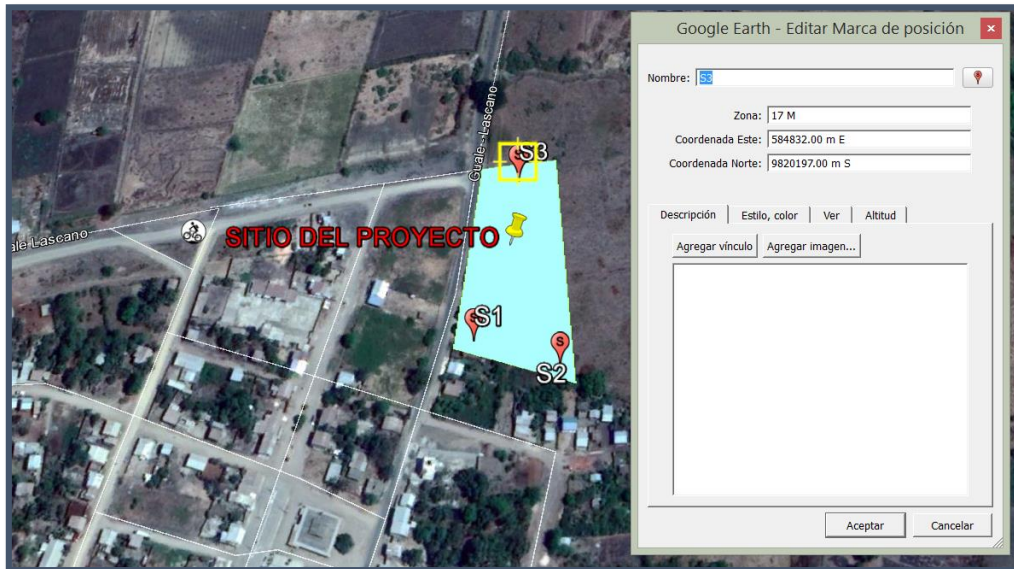 Guale--Lascano
S
S3
SITIO DEL PROYECTO
ale Lascano
S
S1
S
S2
Google Earth - Editar Marca de posición
Nombre: S3
Zona: 17 M
Coordenada Este: 584832.00 m E
Coordenada Norte: 9820197.00 m S
Descripción Estilo, color Ver Altitud
Agregar vínculo Agregar imagen...
Aceptar Cancelar